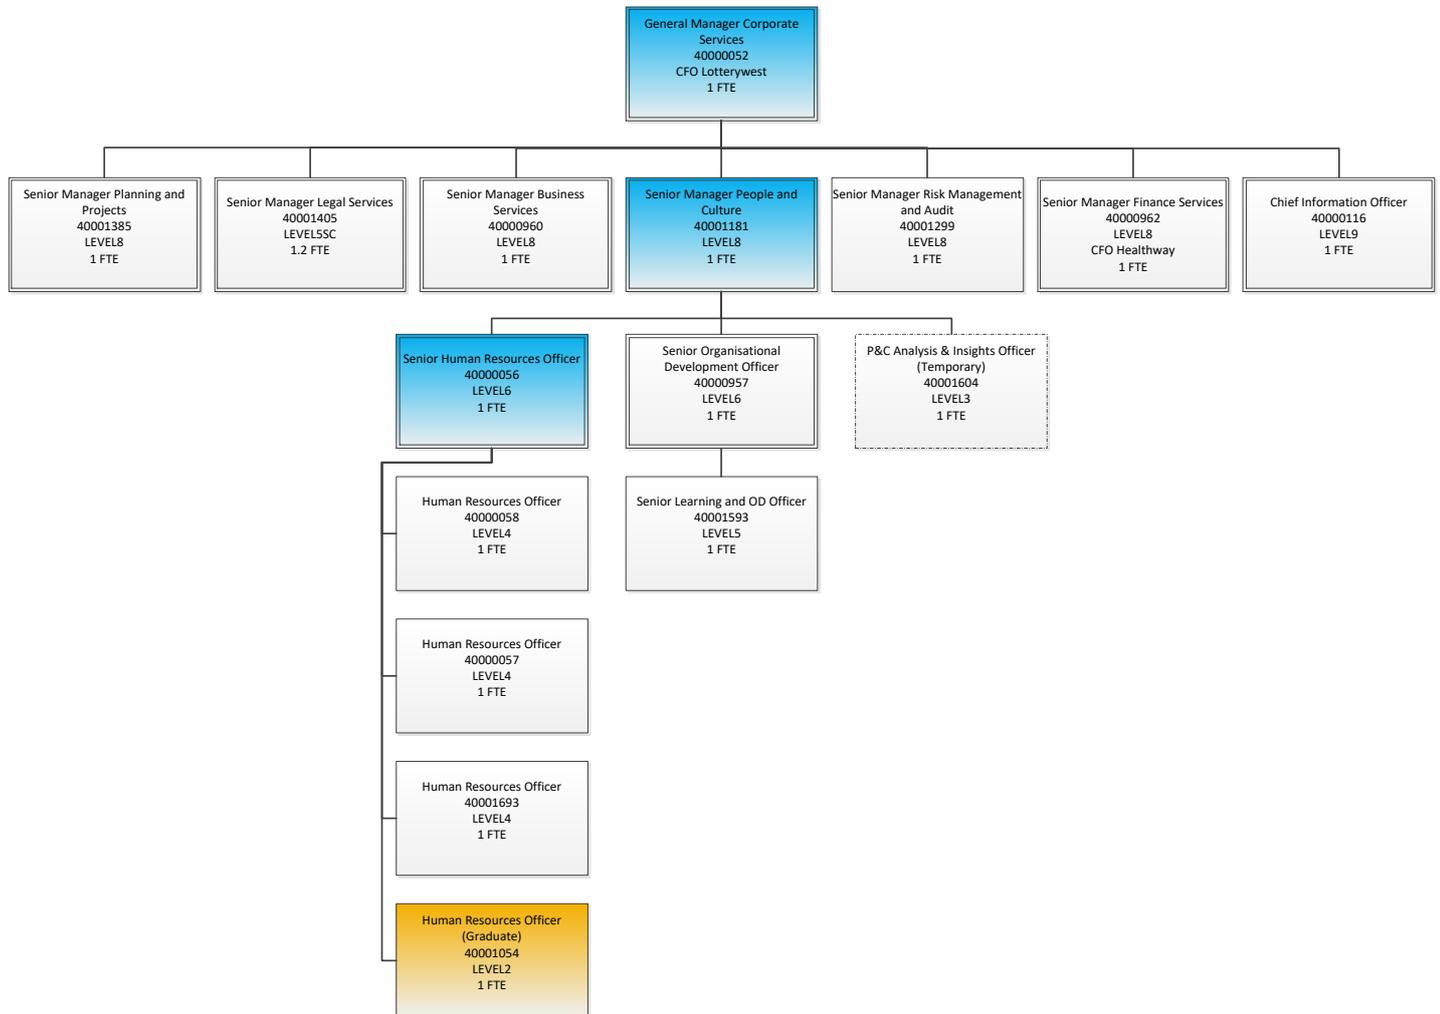 General Manager Corporate
Services
40000052
CFO Lotterywest
1 FTE
Senior Manager Planning and
Projects
40001385
LEVEL8
1 FTE
Senior Manager Legal Services
40001405
LEVEL5SC
1.2 FTE
Senior Manager Business
Services
40000960
LEVEL8
1 FTE
Senior Manager People and
Culture
40001181
LEVEL8
1 FTE
Senior Manager Risk Management
and Audit
40001299
LEVEL8
1 FTE
Senior Manager Finance Services
40000962
LEVEL8
CFO Healthway
1 FTE
Chief Information Officer
40000116
LEVEL9
1 FTE
Senior Human Resources Officer
40000056
LEVEL6
1 FTE
Senior Organisational
Development Officer
40000957
LEVEL6
1 FTE
P&C Analysis & Insights Officer
(Temporary)
40001604
LEVEL3
1 FTE
Human Resources Officer
40000058
LEVEL4
1 FTE
Senior Learning and OD Officer
40001593
LEVEL5
1 FTE
Human Resources Officer
40000057
LEVEL4
1 FTE
Human Resources Officer
40001693
LEVEL4
1 FTE
Human Resources Officer
(Graduate)
40001054
LEVEL2
1 FTE